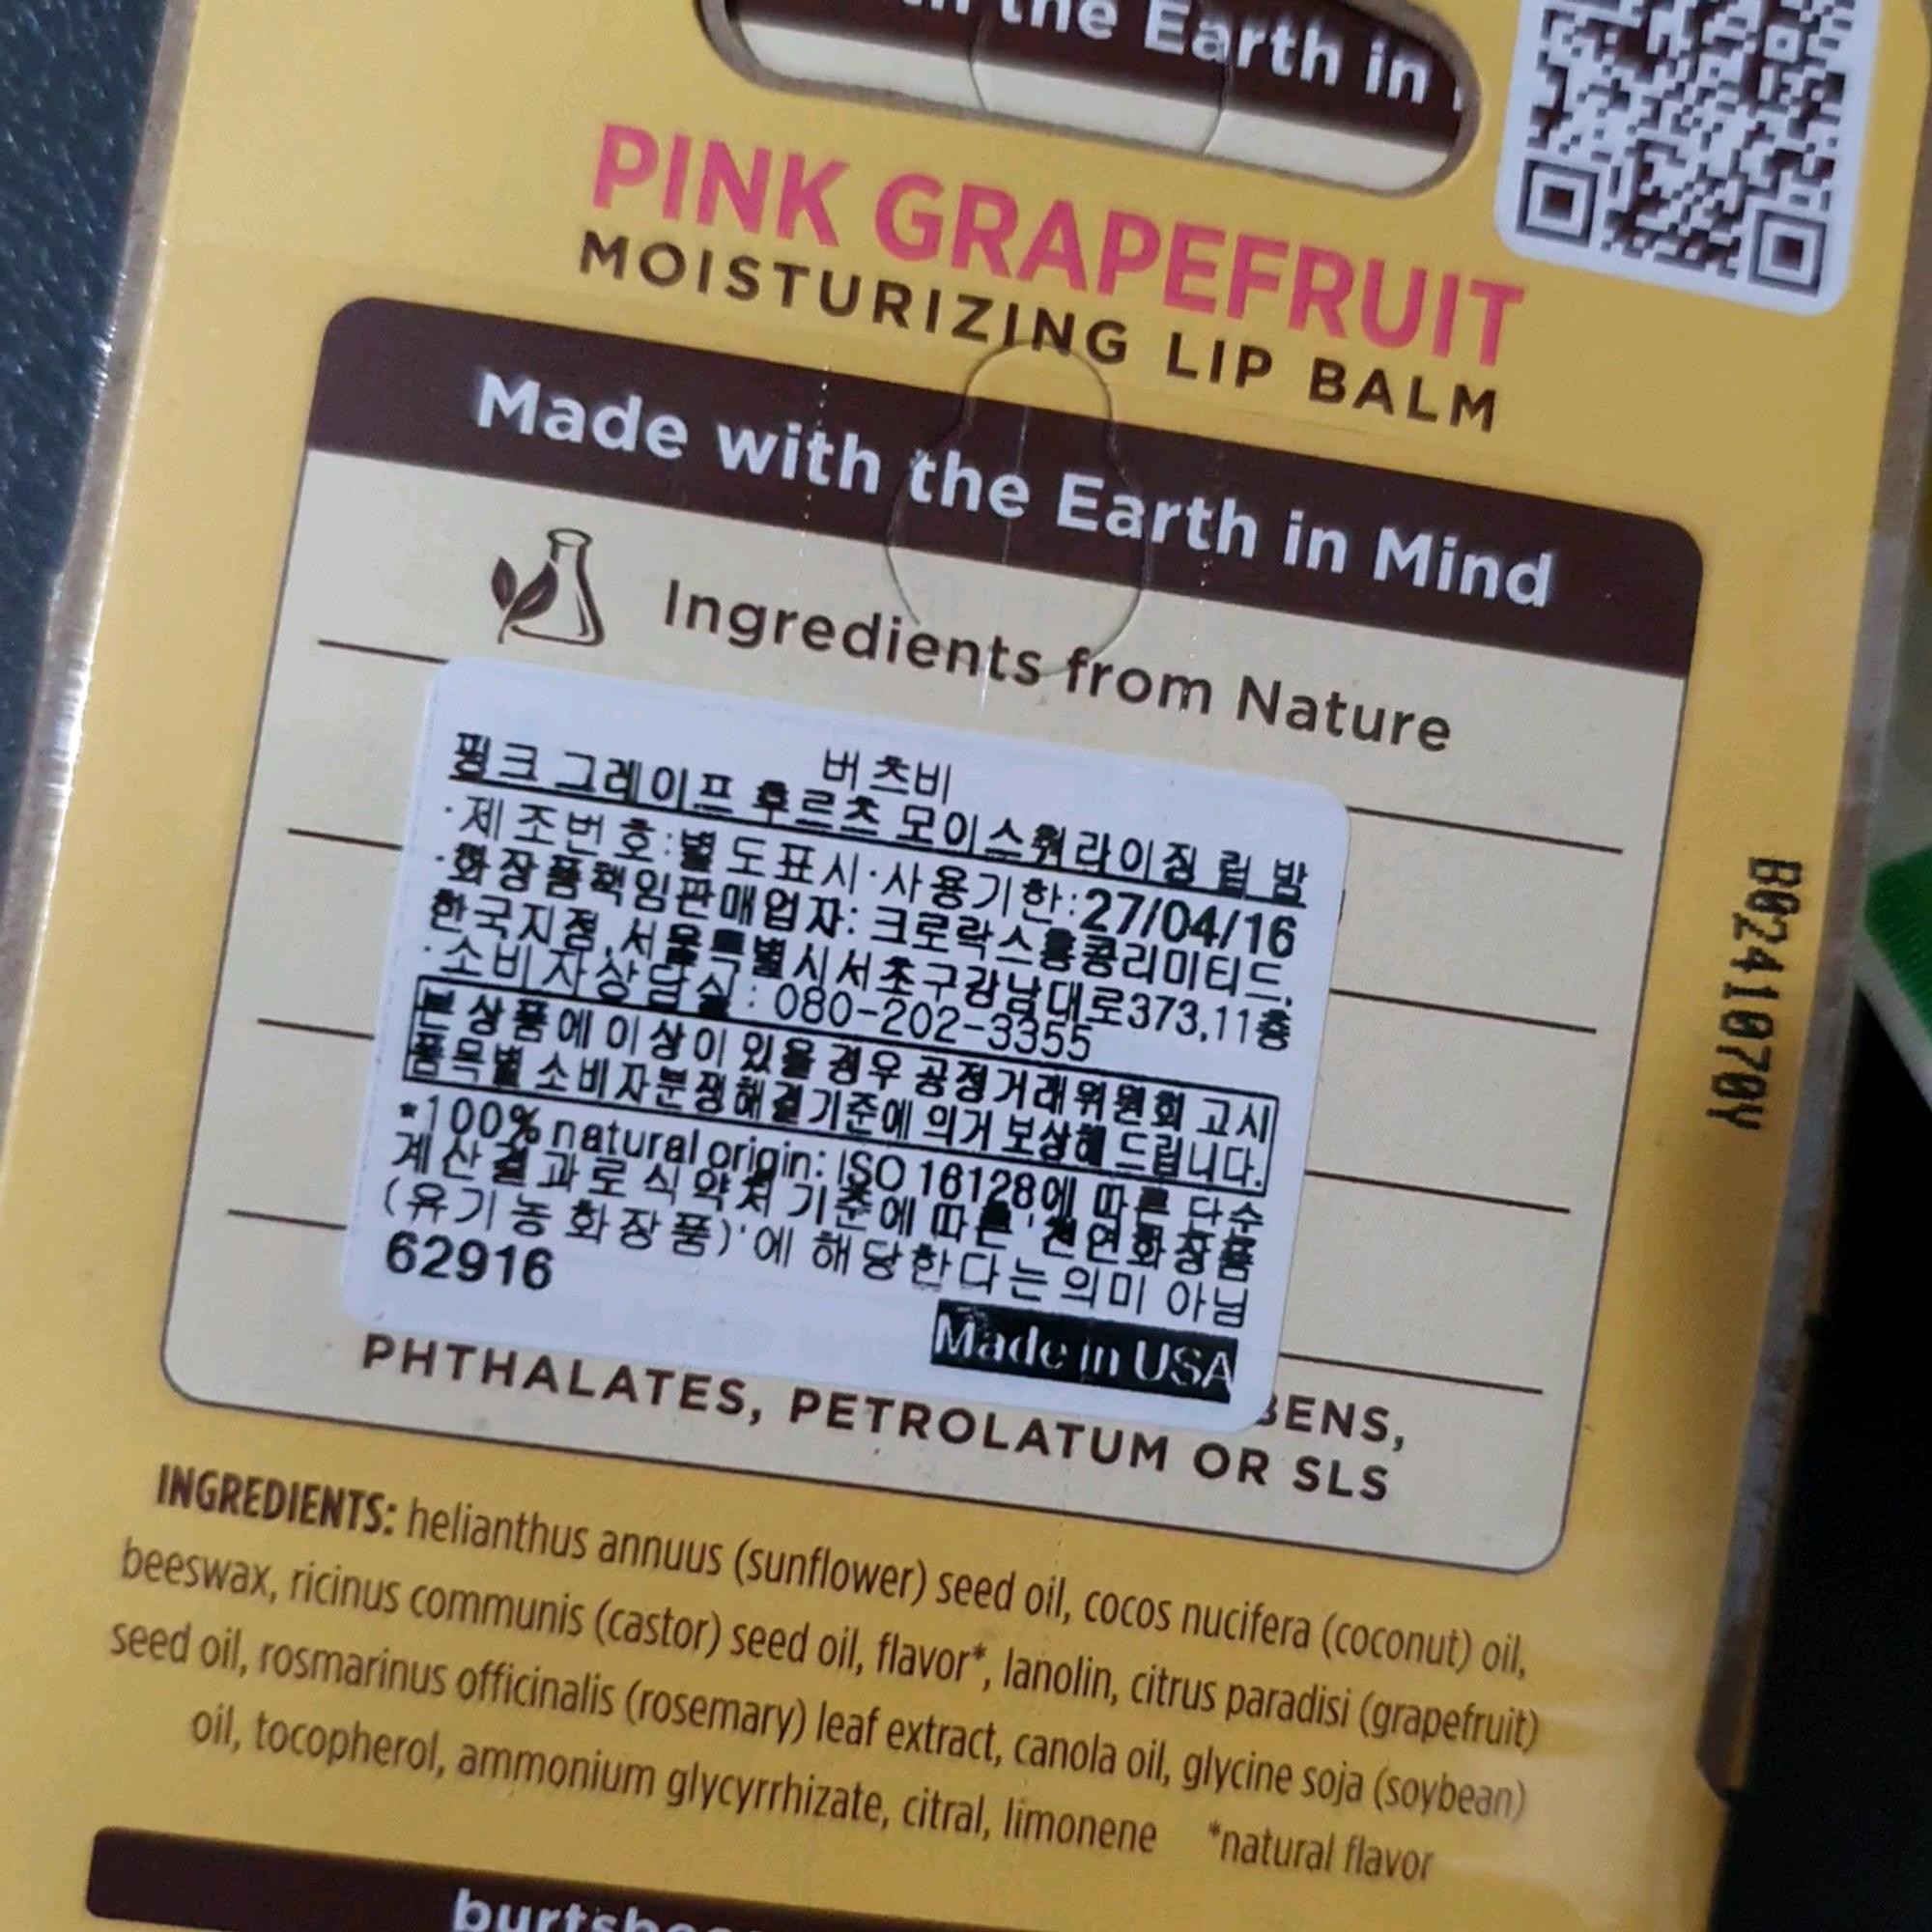 the Earth in
PINK GRAPEFRUIT
MOISTURIZING LIP BALM
Made with the Earth in Mind
Ingredients from Nature
버츠비
핑크 그레이프 후르츠 모이스춰라이징 립 밤
·제조번호:별도표시·사용기한:27/04/16
·화장품책임판매업자: 크로락스홍콩리미티드,
한국지점,서울특별시서초구강남대로373,11층
·소비자상담실: 080-202-3355
본 상품에 이상이 있을 경우 공정거래위원회 고시
품목별 소비자분쟁해결기준에 의거 보상해 드립니다.
*100% natural origin: ISO 16128에 따른 단순
계산결과로 식약처 기준에 따른 '천연화장품
(유기농화장품)'에 해당한다는의미 아님
62916
Made in USA
BENS,
PHTHALATES, PETROLATUM OR SLS
INGREDIENTS: helianthus annuus (sunflower) seed oil, cocos nucifera (coconut) oil,
beeswax, ricinus communis (castor) seed oil, flavor*, lanolin, citrus paradisi (grapefruit)
seed oil, rosmarinus officinalis (rosemary) leaf extract, canola oil, glycine soja (soybean)
oil, tocopherol, ammonium glycyrrhizate, citral, limonene *natural flavor
B0241070Y